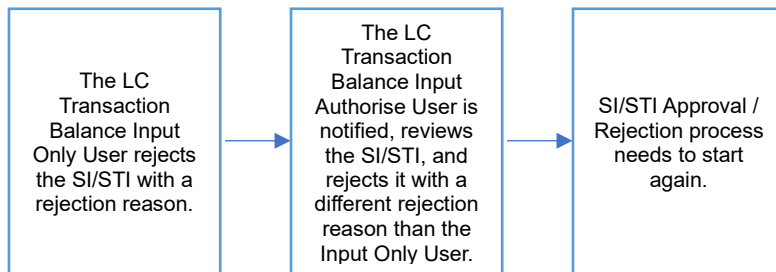 The LC
Transaction
Balance Input
Only User rejects
the SI/STI with a
rejection reason.
The LC
Transaction
Balance Input
Authorise User is
notified, reviews
the SI/STI, and
rejects it with a
different rejection
reason than the
Input Only User.
SI/STI Approval /
Rejection process
needs to start
again.